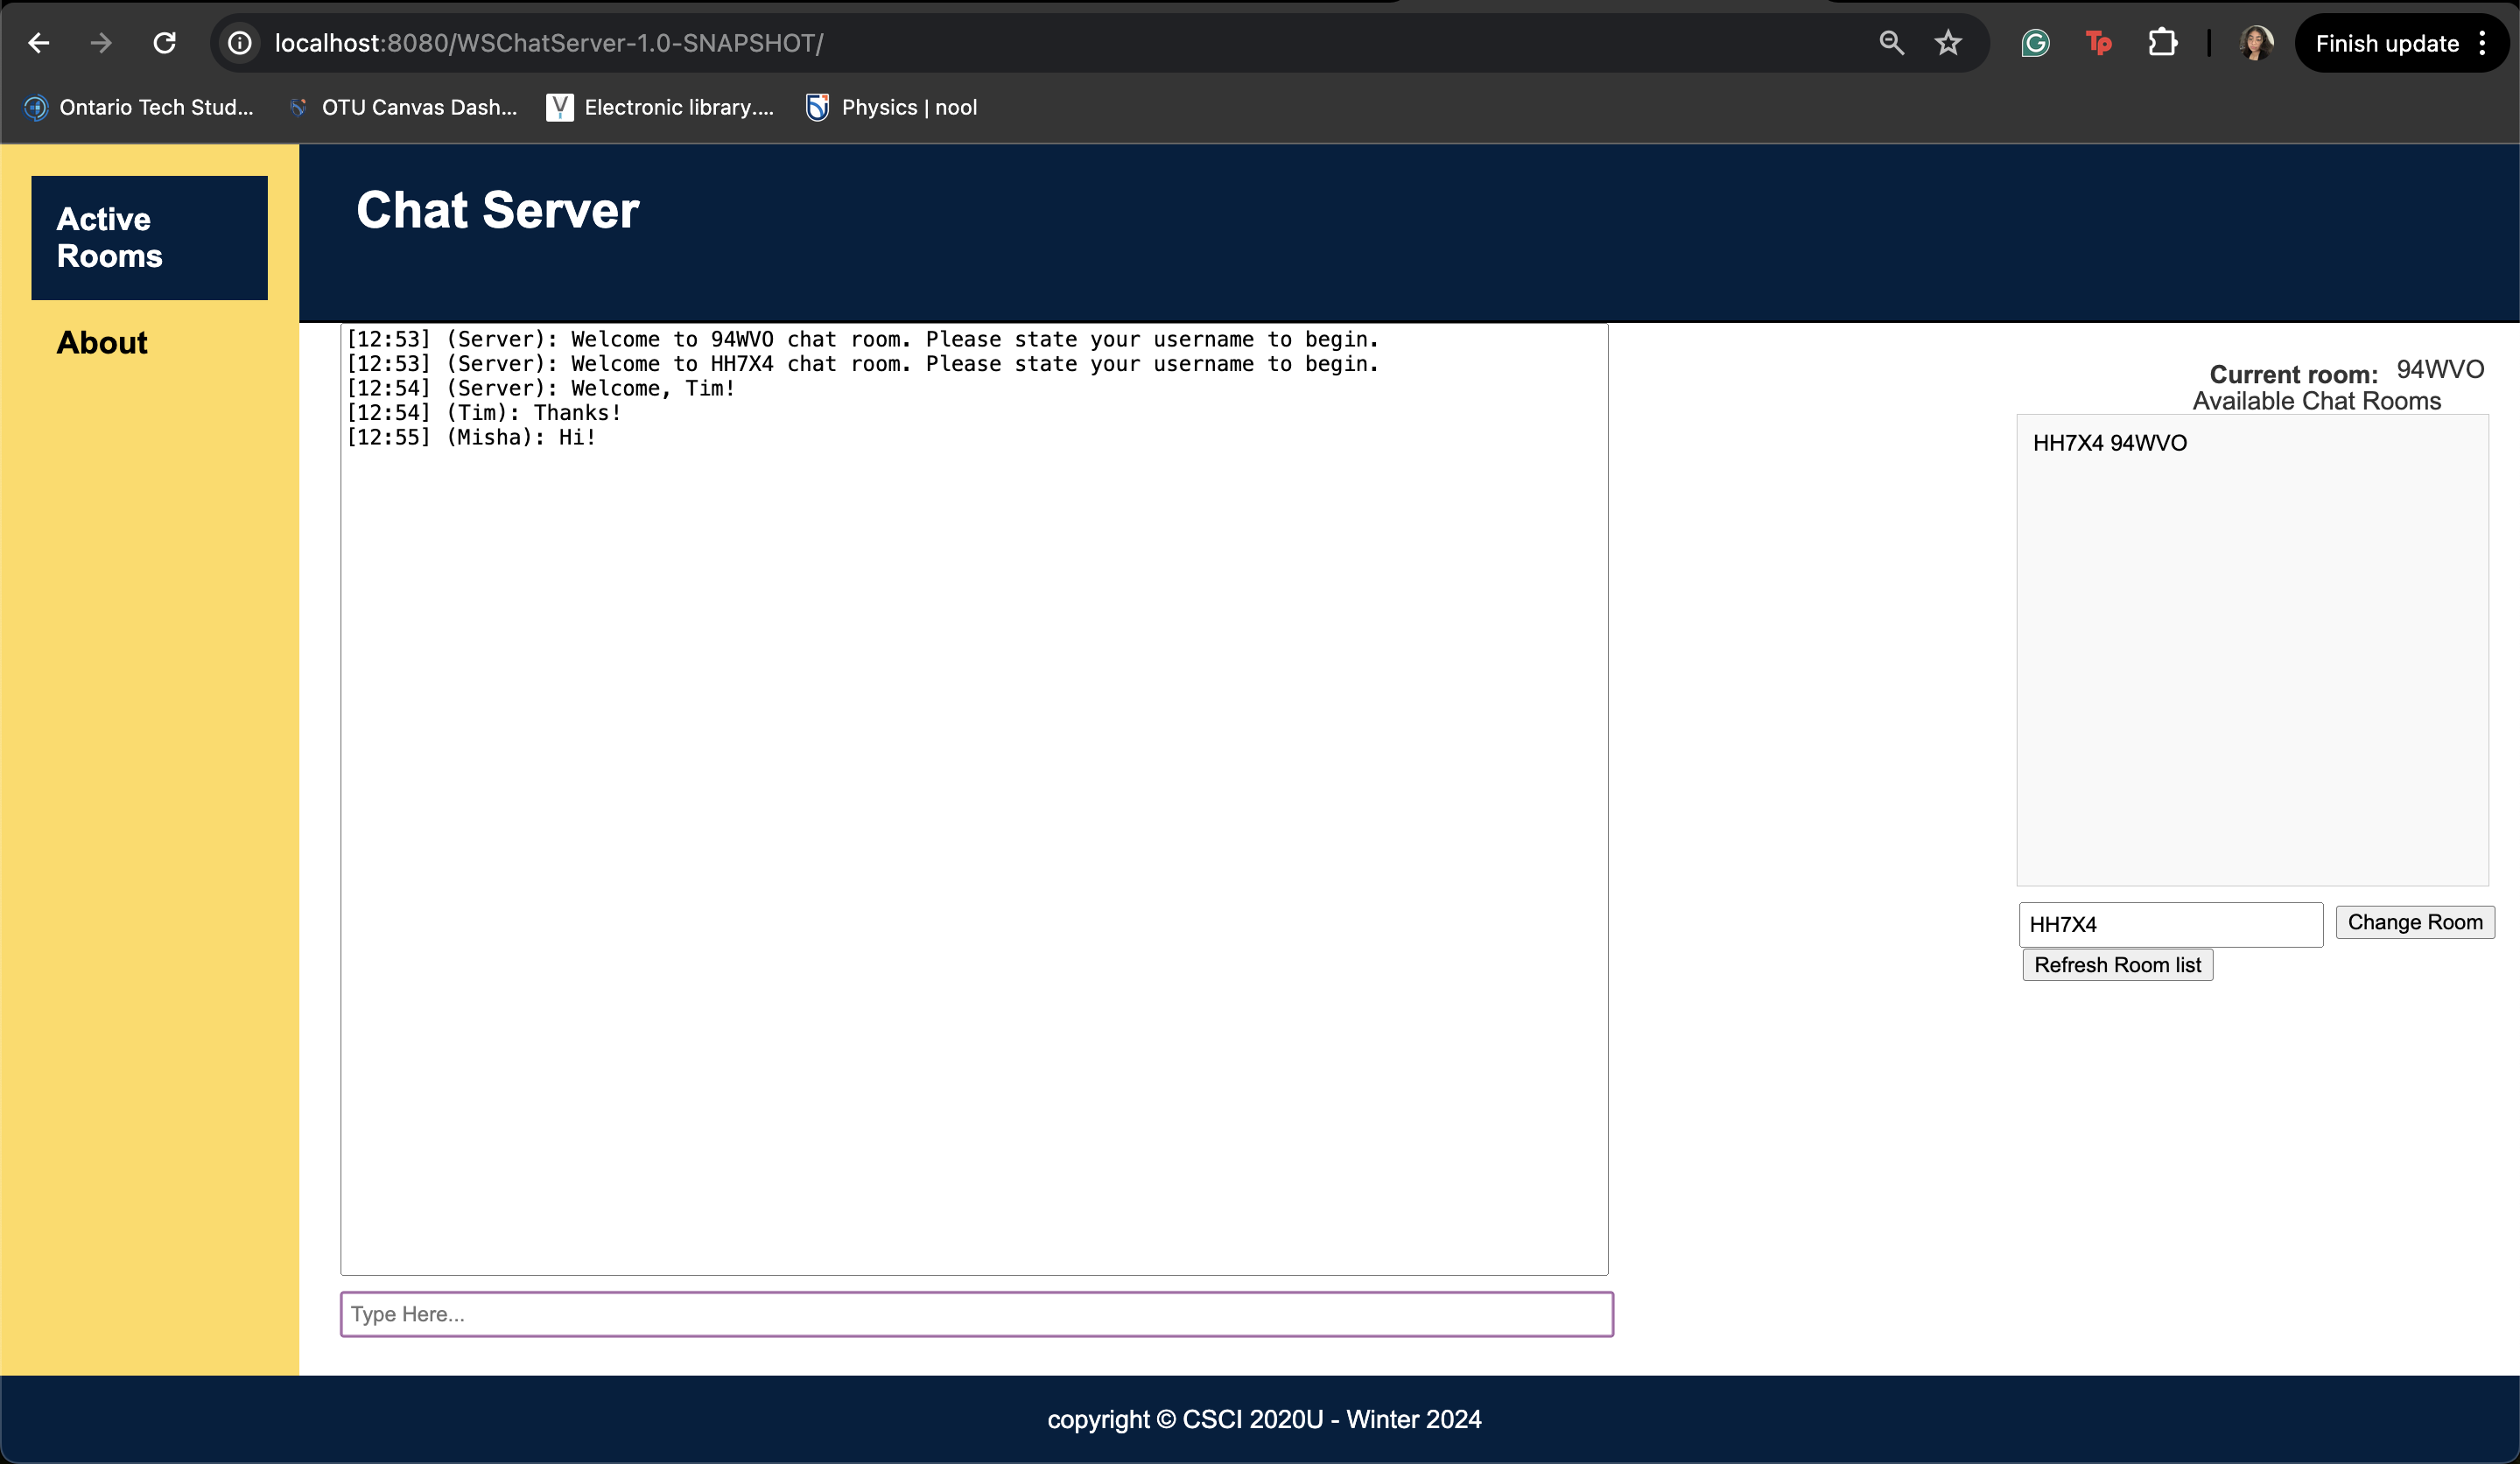 localhost:8080/WSChatServer-1.0-SNAPSHOT/
Tp
Finish update
Ontario Tech Stud...
OTU Canvas Dash...
Electronic library....
Physics | nool
Active
Rooms
About
Chat Server
[12:53] (Server): Welcome to 94WVO chat room. Please state your username to begin.
[12:53] (Server): Welcome to HH7X4 chat room. Please state your username to begin.
[12:54] (Server): Welcome, Tim!
[12:54] (Tim): Thanks!
[12:55] (Misha): Hi!
Type Here...
Current room: 94WVO
Available Chat Rooms
HH7X4 94WVO
HH7X4
Change Room
Refresh Room list
copyright © CSCI 2020U - Winter 2024